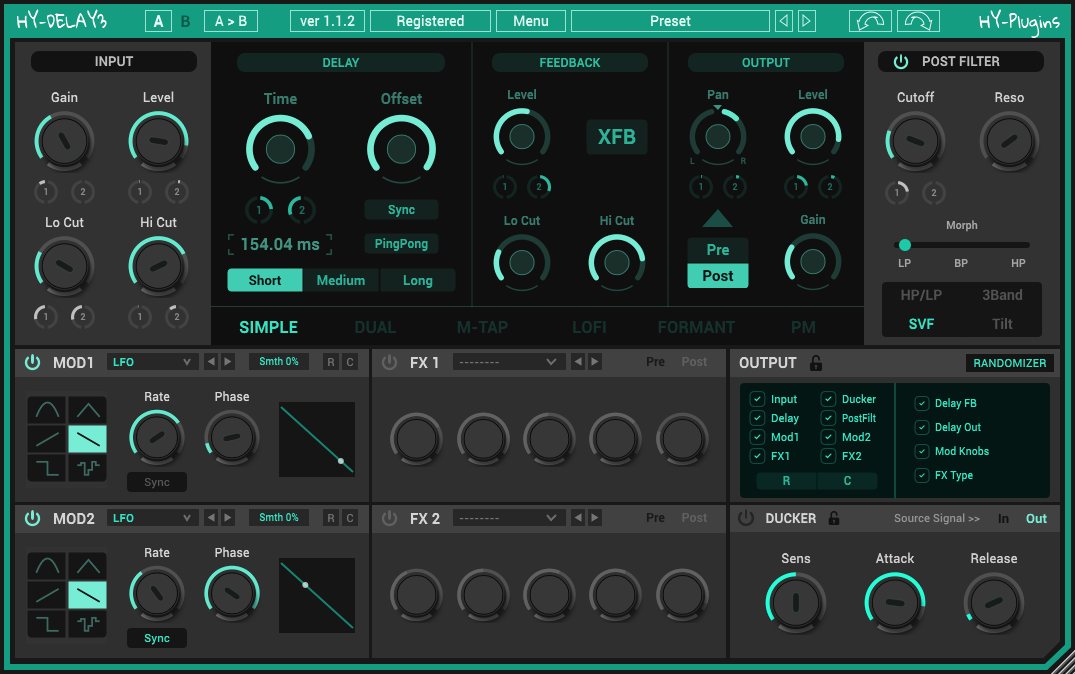 HY-DELAY3 A B A > B ver 1.1.2 Registered Menu Preset HY-Plugins
INPUT
Gain Level
1 2 1 2
Lo Cut Hi Cut
1 2 1 2
DELAY
Time Offset
1 2 Sync
154.04 ms PingPong
Short Medium Long
FEEDBACK
Level
XFB
1 2
Lo Cut Hi Cut
OUTPUT
Pan Level
L R
1 2 1 2
Gain
Pre
Post
SIMPLE DUAL M-TAP LOFI FORMANT PM
POST FILTER
Cutoff Reso
1 2
Morph
LP BP HP
HP/LP 3Band
SVF Tilt
MOD1 LFO Smth 0% R C
Rate Phase
Sync
FX 1 -------- Pre Post
OUTPUT RANDOMIZER
Input Ducker
Delay PostFilt
Mod1 Mod2
FX1 FX2
R C
Delay FB
Delay Out
Mod Knobs
FX Type
MOD2 LFO Smth 0% R C
Rate Phase
Sync
FX 2 -------- Pre Post
DUCKER Source Signal >> In Out
Sens Attack Release